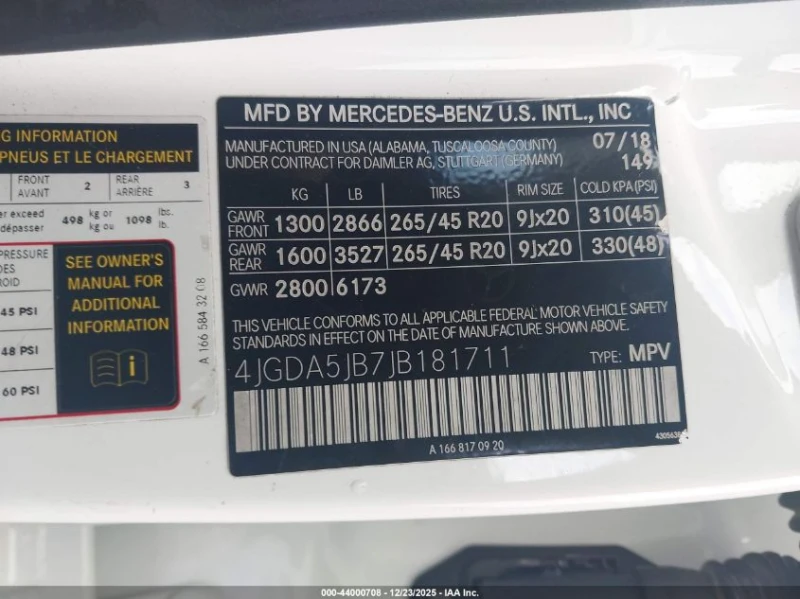 MFD BY MERCEDES-BENZ U.S. INTL., INC
MANUFACTURED IN USA (ALABAMA, TUSCALOOSA COUNTY) 07/18
UNDER CONTRACT FOR DAIMLER AG, STUTTGART (GERMANY) 149
KG LB TIRES RIM SIZE COLD KPA(PSI)
GAWR FRONT 1300 2866 265/45 R20 9Jx20 310(45)
GAWR REAR 1600 3527 265/45 R20 9Jx20 330(48)
GVWR 2800 6173
THIS VEHICLE CONFORMS TO ALL APPLICABLE FEDERAL MOTOR VEHICLE SAFETY
STANDARDS IN EFFECT ON THE DATE OF MANUFACTURE SHOWN ABOVE.
4JGDA5JB7JB181711 TYPE: MPV
A 166 817 09 20
G INFORMATION
PNEUS ET LE CHARGEMENT
FRONT AVANT 2 REAR ARRIÈRE 3
er exceed
dépasser 498 kg or kg ou 1098 lbs. lb.
PRESSURE
DES
ROID
45 PSI
48 PSI
60 PSI
SEE OWNER'S
MANUAL FOR
ADDITIONAL
INFORMATION
i
A 166 584 32 08
000-44000708 - 12/23/2025 - IAA Inc.